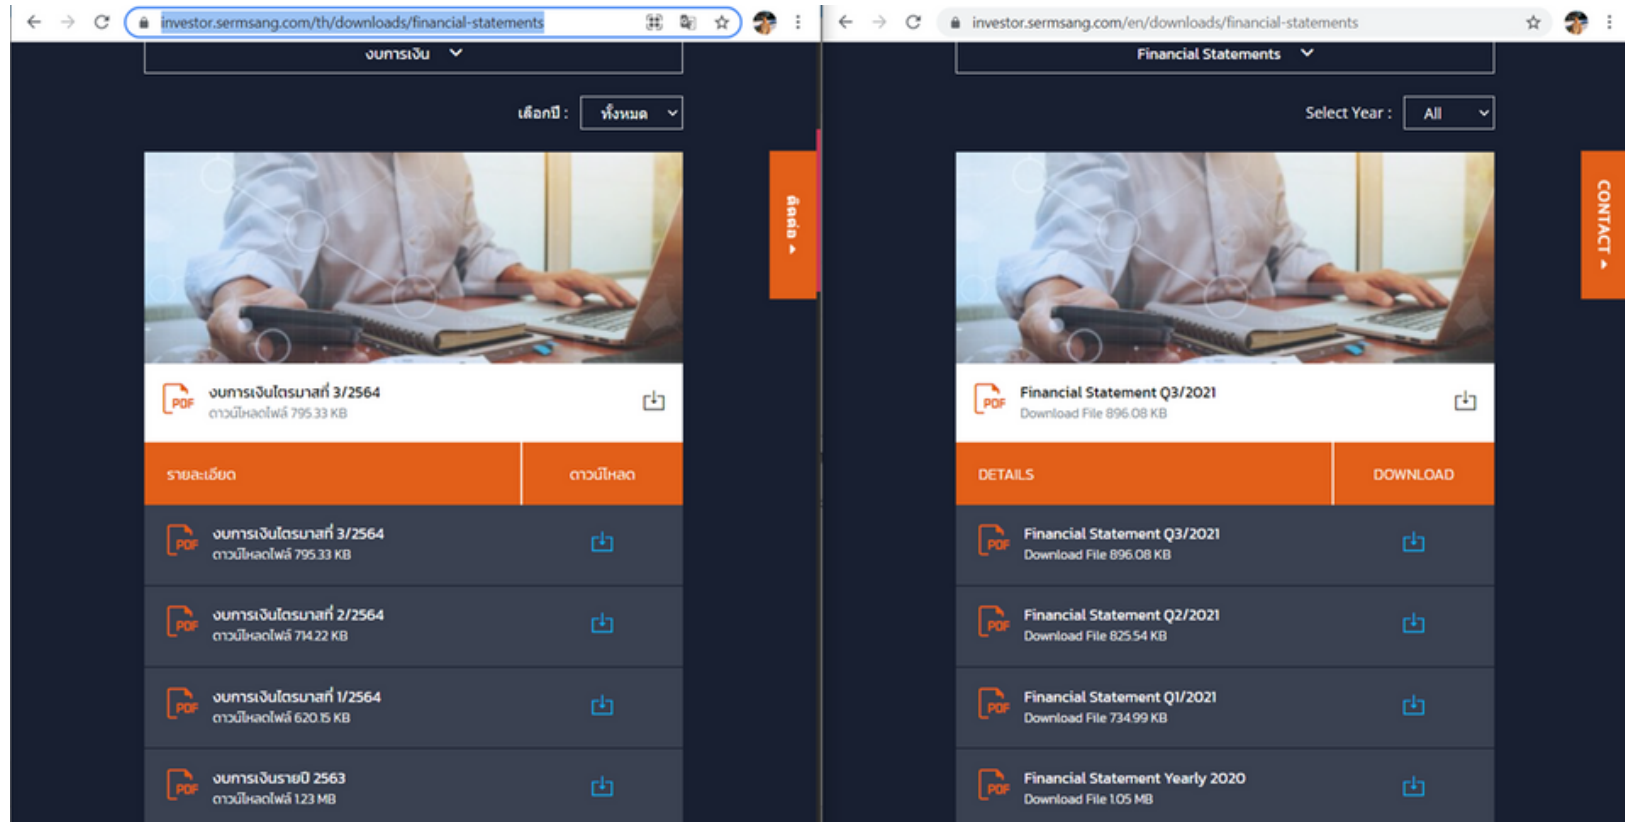 investor.sermsang.com/th/downloads/financial-statements
งบการเงิน
เลือกปี :
ทั้งหมด
ติดต่อ
PDF
งบการเงินไตรมาสที่ 3/2564
ดาวน์โหลดไฟล์ 795.33 KB
รายละเอียด
ดาวน์โหลด
PDF
งบการเงินไตรมาสที่ 3/2564
ดาวน์โหลดไฟล์ 795.33 KB
PDF
งบการเงินไตรมาสที่ 2/2564
ดาวน์โหลดไฟล์ 714.22 KB
PDF
งบการเงินไตรมาสที่ 1/2564
ดาวน์โหลดไฟล์ 620.15 KB
PDF
งบการเงินรายปี 2563
ดาวน์โหลดไฟล์ 1.23 MB
investor.sermsang.com/en/downloads/financial-statements
Financial Statements
Select Year :
All
CONTACT
PDF
Financial Statement Q3/2021
Download File 896.08 KB
DETAILS
DOWNLOAD
PDF
Financial Statement Q3/2021
Download File 896.08 KB
PDF
Financial Statement Q2/2021
Download File 825.54 KB
PDF
Financial Statement Q1/2021
Download File 734.99 KB
PDF
Financial Statement Yearly 2020
Download File 1.05 MB